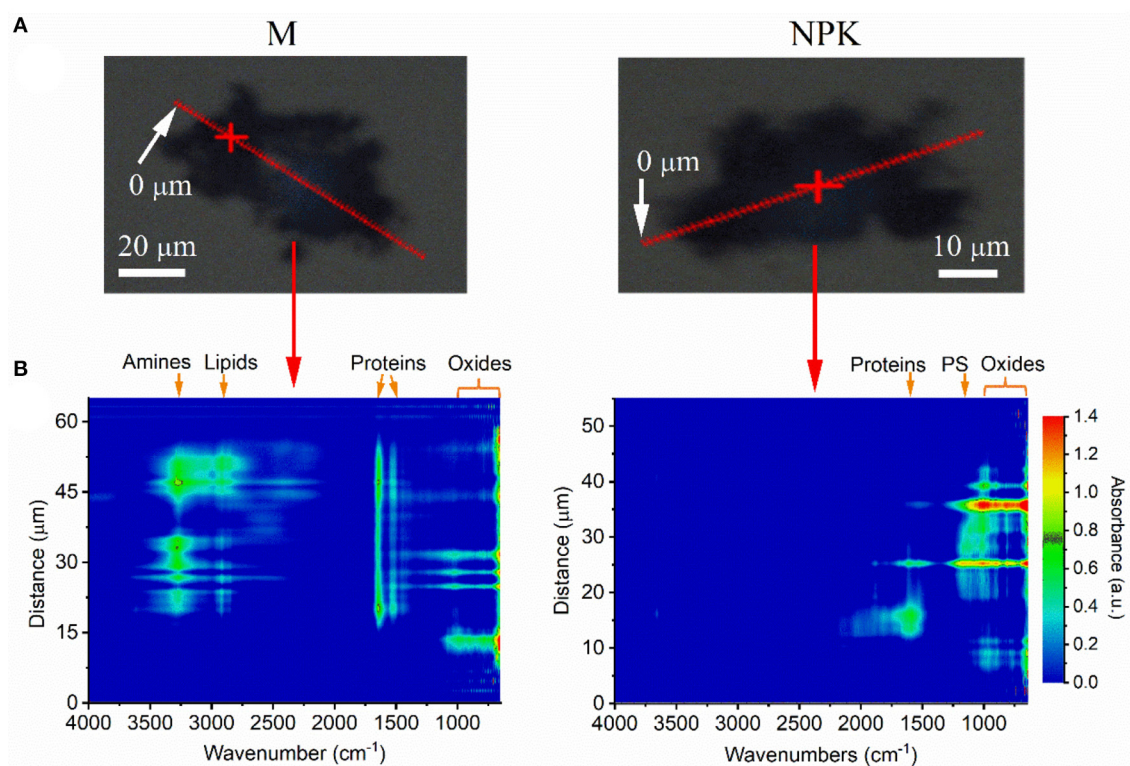 A
M
NPK
0 μm
20 μm
0 μm
10 μm
B
Amines Lipids Proteins Oxides
Proteins PS Oxides
60
45
30
15
0
Distance (μm)
4000 3500 3000 2500 2000 1500 1000
Wavenumber (cm⁻¹)
50
40
30
20
10
0
Distance (μm)
4000 3500 3000 2500 2000 1500 1000
Wavenumbers (cm⁻¹)
1.4
1.2
1.0
0.8
0.6
0.4
0.2
0.0
Absorbance (a.u.)